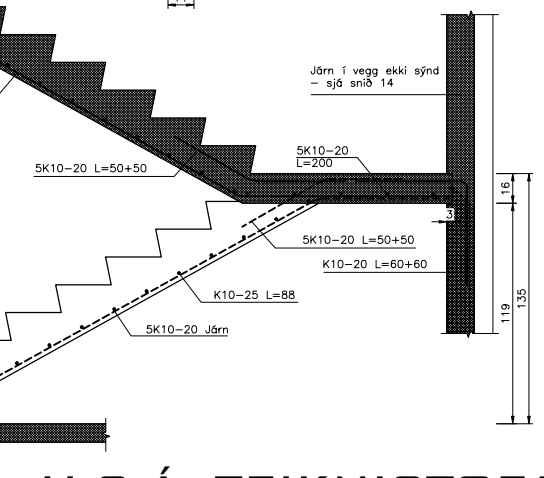 Járn í vegg ekki sýnd
– sjá snið 14
5K10–20
L=200
5K10–20 L=50+50
16
3
5K10–20 L=50+50
K10–20 L=60+60
K10–25 L=88
119
135
5K10–20 Járn